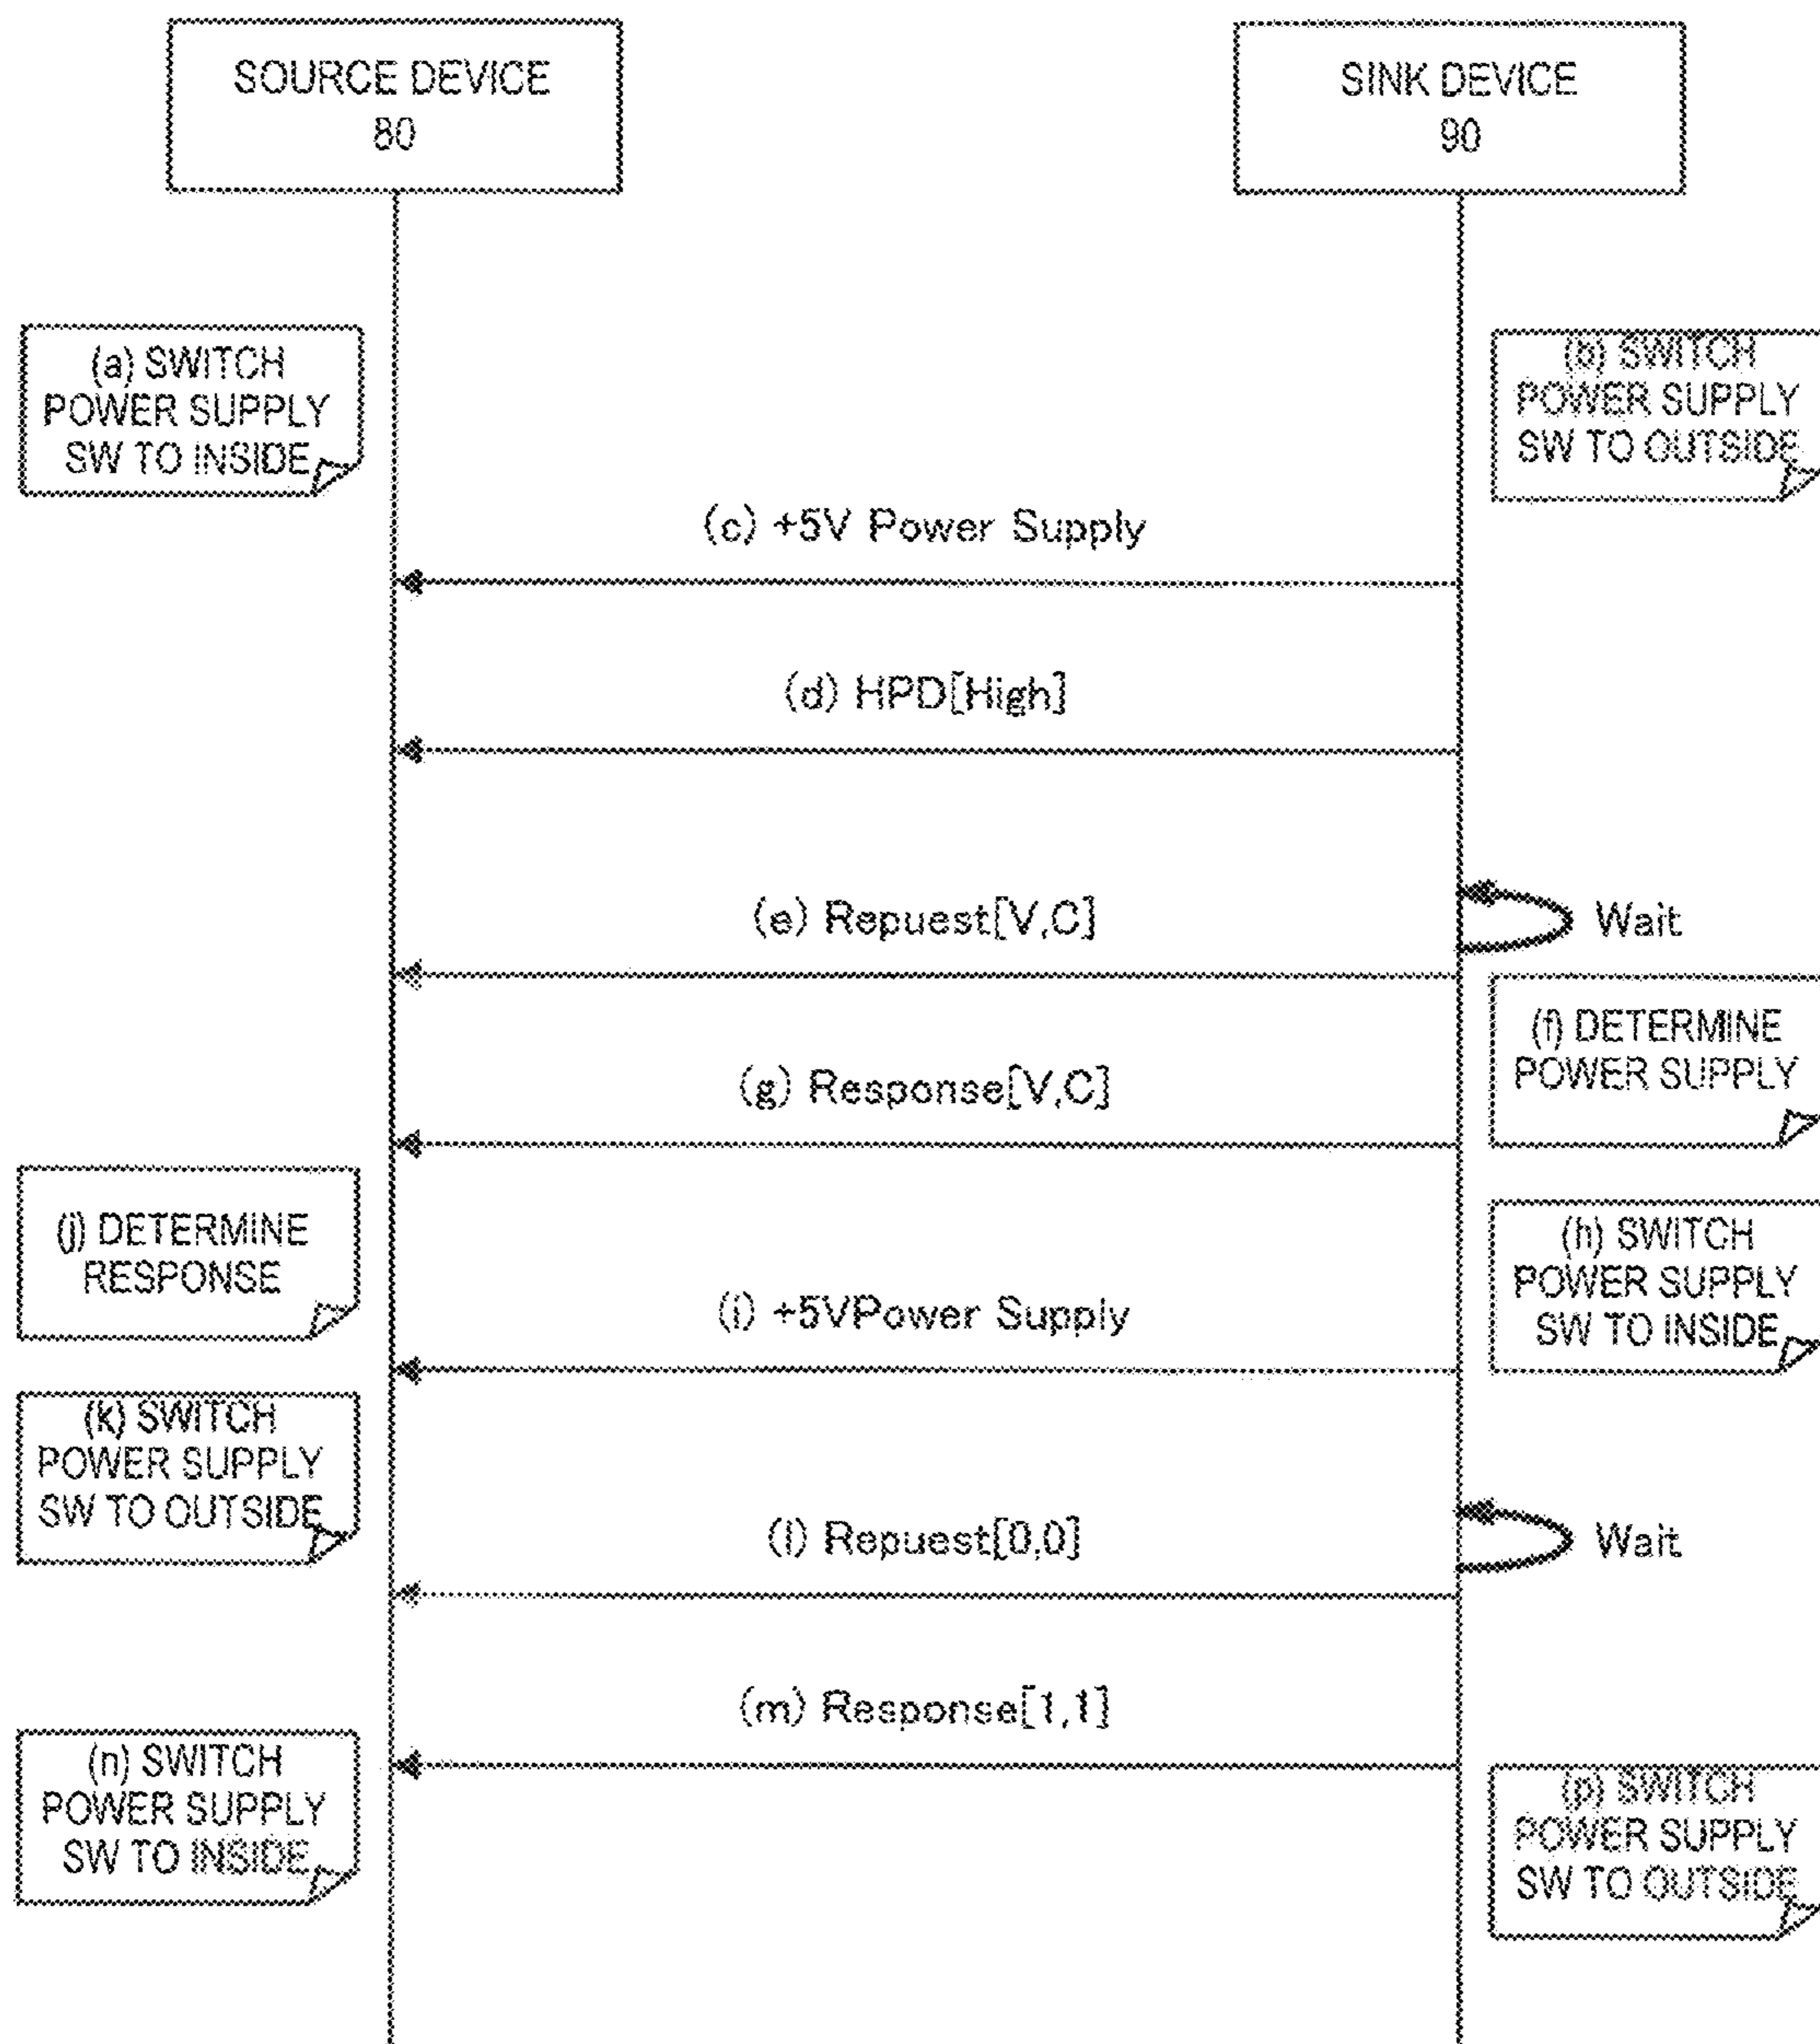 SOURCE DEVICE
80
SINK DEVICE
90
(a) SWITCH
POWER SUPPLY
SW TO INSIDE
(b) SWITCH
POWER SUPPLY
SW TO OUTSIDE
(c) +5V Power Supply
(d) HPD[High]
(e) Repuest[V,C]
Wait
(f) DETERMINE
POWER SUPPLY
(g) Response[V,C]
(j) DETERMINE
RESPONSE
(h) SWITCH
POWER SUPPLY
SW TO INSIDE
(i) +5VPower Supply
(k) SWITCH
POWER SUPPLY
SW TO OUTSIDE
(l) Repuest[0,0]
Wait
(m) Response[1,1]
(n) SWITCH
POWER SUPPLY
SW TO INSIDE
(p) SWITCH
POWER SUPPLY
SW TO OUTSIDE